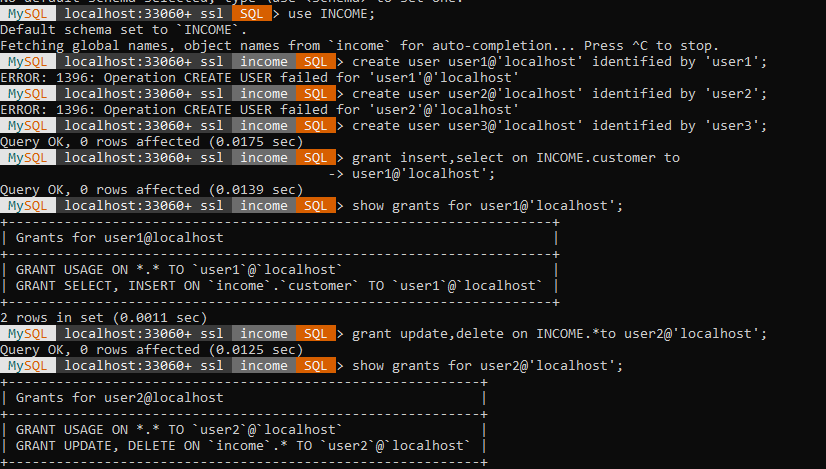 MySQL localhost:33060+ ssl SQL > use INCOME;
Default schema set to `INCOME`.
Fetching global names, object names from `income` for auto-completion... Press ^C to stop.
MySQL localhost:33060+ ssl income SQL > create user user1@'localhost' identified by 'user1';
ERROR: 1396: Operation CREATE USER failed for 'user1'@'localhost'
MySQL localhost:33060+ ssl income SQL > create user user2@'localhost' identified by 'user2';
ERROR: 1396: Operation CREATE USER failed for 'user2'@'localhost'
MySQL localhost:33060+ ssl income SQL > create user user3@'localhost' identified by 'user3';
Query OK, 0 rows affected (0.0175 sec)
MySQL localhost:33060+ ssl income SQL > grant insert,select on INCOME.customer to
-> user1@'localhost';
Query OK, 0 rows affected (0.0139 sec)
MySQL localhost:33060+ ssl income SQL > show grants for user1@'localhost';
+--------------------------------------------------------------------+
| Grants for user1@localhost |
+--------------------------------------------------------------------+
| GRANT USAGE ON *.* TO `user1`@`localhost` |
| GRANT SELECT, INSERT ON `income`.`customer` TO `user1`@`localhost` |
+--------------------------------------------------------------------+
2 rows in set (0.0011 sec)
MySQL localhost:33060+ ssl income SQL > grant update,delete on INCOME.*to user2@'localhost';
Query OK, 0 rows affected (0.0125 sec)
MySQL localhost:33060+ ssl income SQL > show grants for user2@'localhost';
+-----------------------------------------------------------+
| Grants for user2@localhost |
+-----------------------------------------------------------+
| GRANT USAGE ON *.* TO `user2`@`localhost` |
| GRANT UPDATE, DELETE ON `income`.* TO `user2`@`localhost` |
+-----------------------------------------------------------+